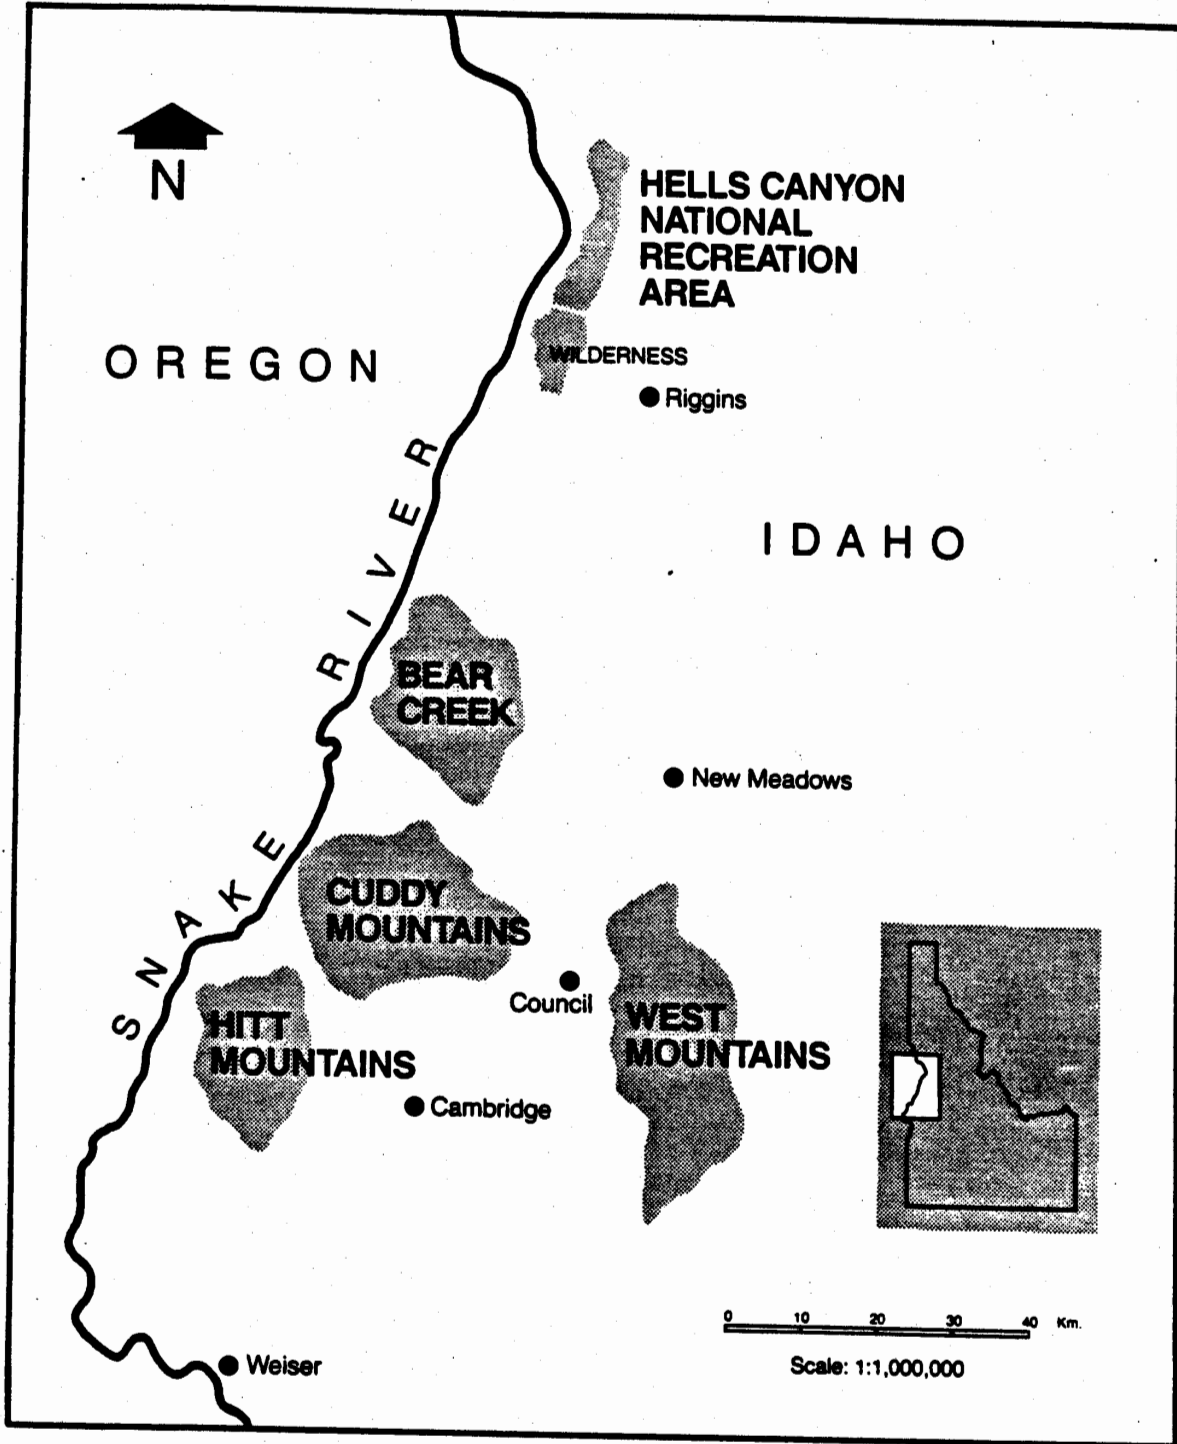 N
HELLS CANYON
NATIONAL
RECREATION
AREA
OREGON
WILDERNESS
Riggins
IDAHO
SNAKE RIVER
BEAR
CREEK
New Meadows
CUDDY
MOUNTAINS
Council
HITT
MOUNTAINS
WEST
MOUNTAINS
Cambridge
0 10 20 30 40 Km.
Scale: 1:1,000,000
Weiser